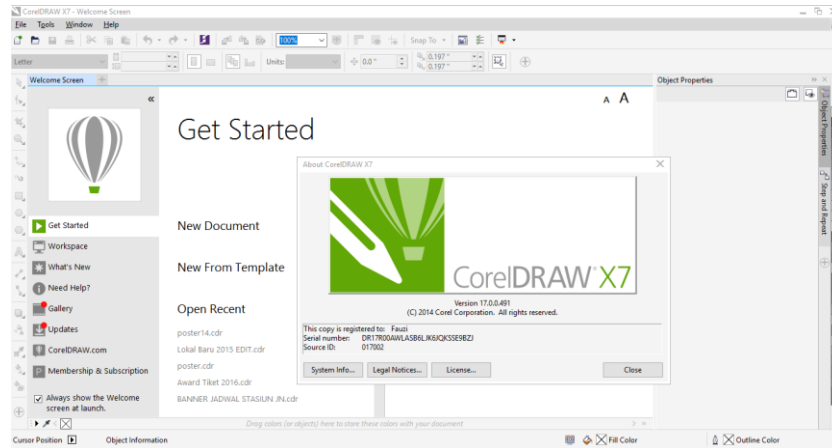 CorelDRAW X7 - Welcome Screen
File Tools Window Help
100% Snap To
Letter Units: 0.0 ° 0.197 "
0.197 "
Welcome Screen
Object Properties
A A
Get Started
About CorelDRAW X7
CorelDRAW X7
Version 17.0.0.491
(C) 2014 Corel Corporation. All rights reserved.
This copy is registered to: Fauzi
Serial number: DR17R00AWLASB6LJK6JQKSSE9BZJ
Source ID: 017002
System Info... Legal Notices... License... Close
Get Started
Workspace
What's New
Need Help?
Gallery
Updates
CorelDRAW.com
Membership & Subscription
Always show the Welcome
screen at launch.
New Document
New From Template
Open Recent
poster14.cdr
Lokal Baru 2015 EDIT.cdr
poster.cdr
Award Tiket 2016.cdr
BANNER JADWAL STASIUN JN.cdr
Object Properties
Step and Repeat
Drag colors (or objects) here to store these colors with your document
Cursor Position Object Information Fill Color Outline Color